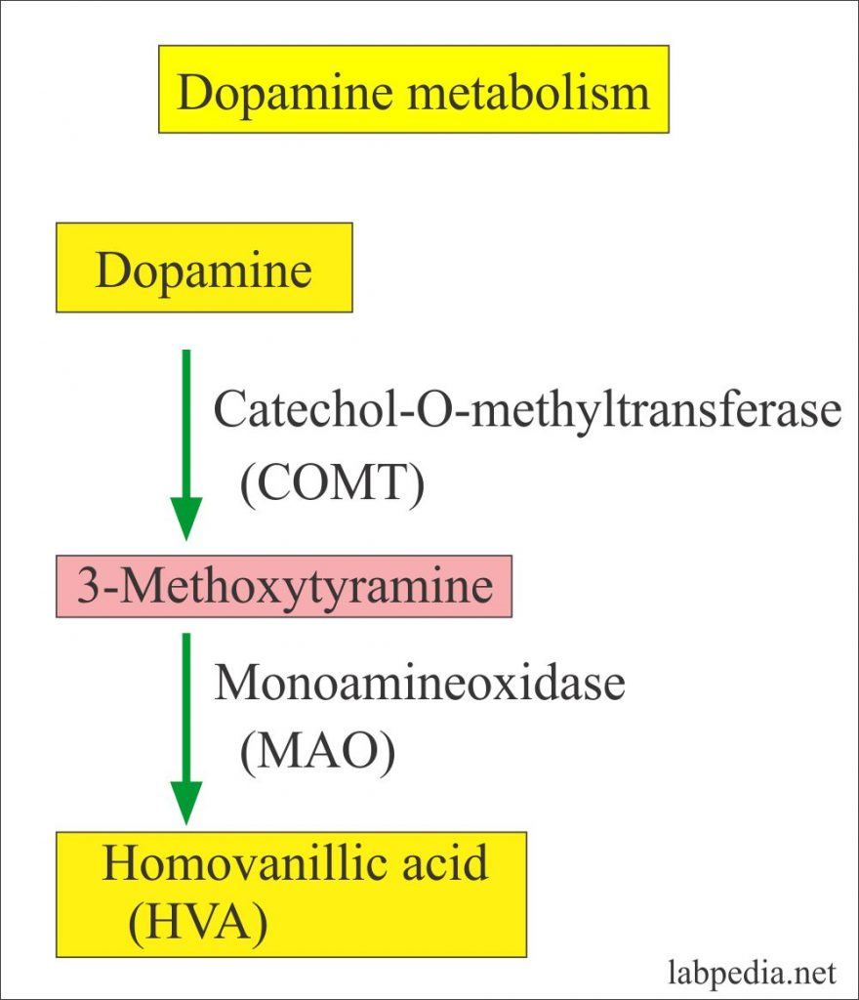 Dopamine metabolism
Dopamine
Catechol-O-methyltransferase
(COMT)
3-Methoxytyramine
Monoamineoxidase
(MAO)
Homovanillic acid
(HVA)
labpedia.net